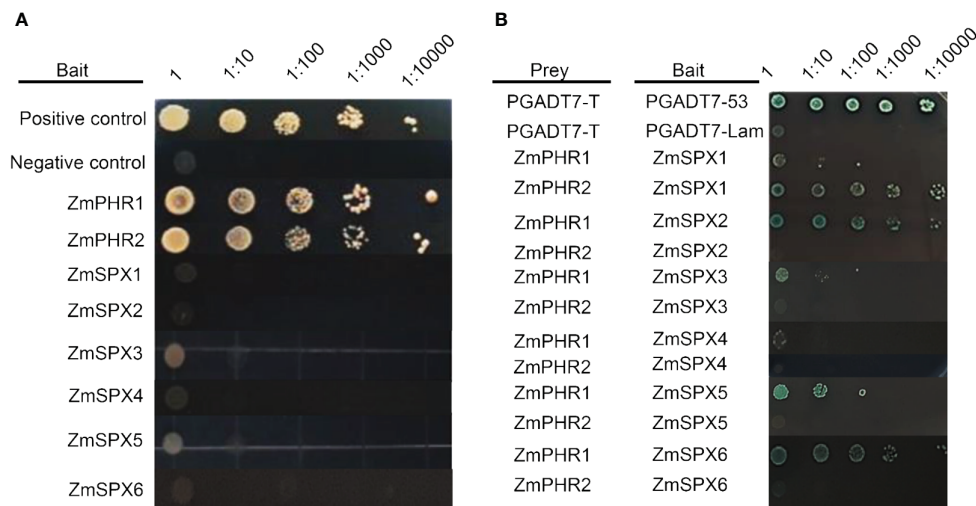 A
Bait
1 1:10 1:100 1:1000 1:10000
Positive control
Negative control
ZmPHR1
ZmPHR2
ZmSPX1
ZmSPX2
ZmSPX3
ZmSPX4
ZmSPX5
ZmSPX6
B
Prey Bait
1 1:10 1:100 1:1000 1:10000
PGADT7-T PGADT7-53
PGADT7-T PGADT7-Lam
ZmPHR1 ZmSPX1
ZmPHR2 ZmSPX1
ZmPHR1 ZmSPX2
ZmPHR2 ZmSPX2
ZmPHR1 ZmSPX3
ZmPHR2 ZmSPX3
ZmPHR1 ZmSPX4
ZmPHR2 ZmSPX4
ZmPHR1 ZmSPX5
ZmPHR2 ZmSPX5
ZmPHR1 ZmSPX6
ZmPHR2 ZmSPX6